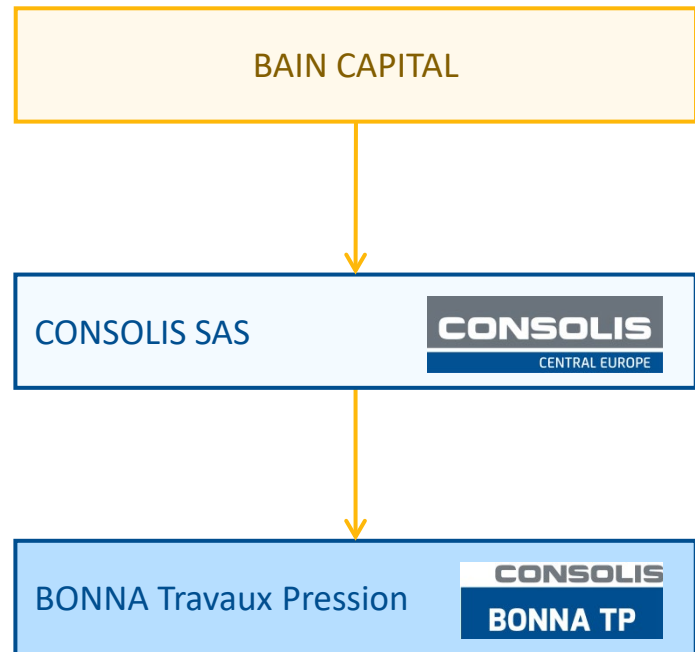 BAIN CAPITAL
CONSOLIS SAS
CONSOLIS
CENTRAL EUROPE
BONNA Travaux Pression
CONSOLIS
BONNA TP